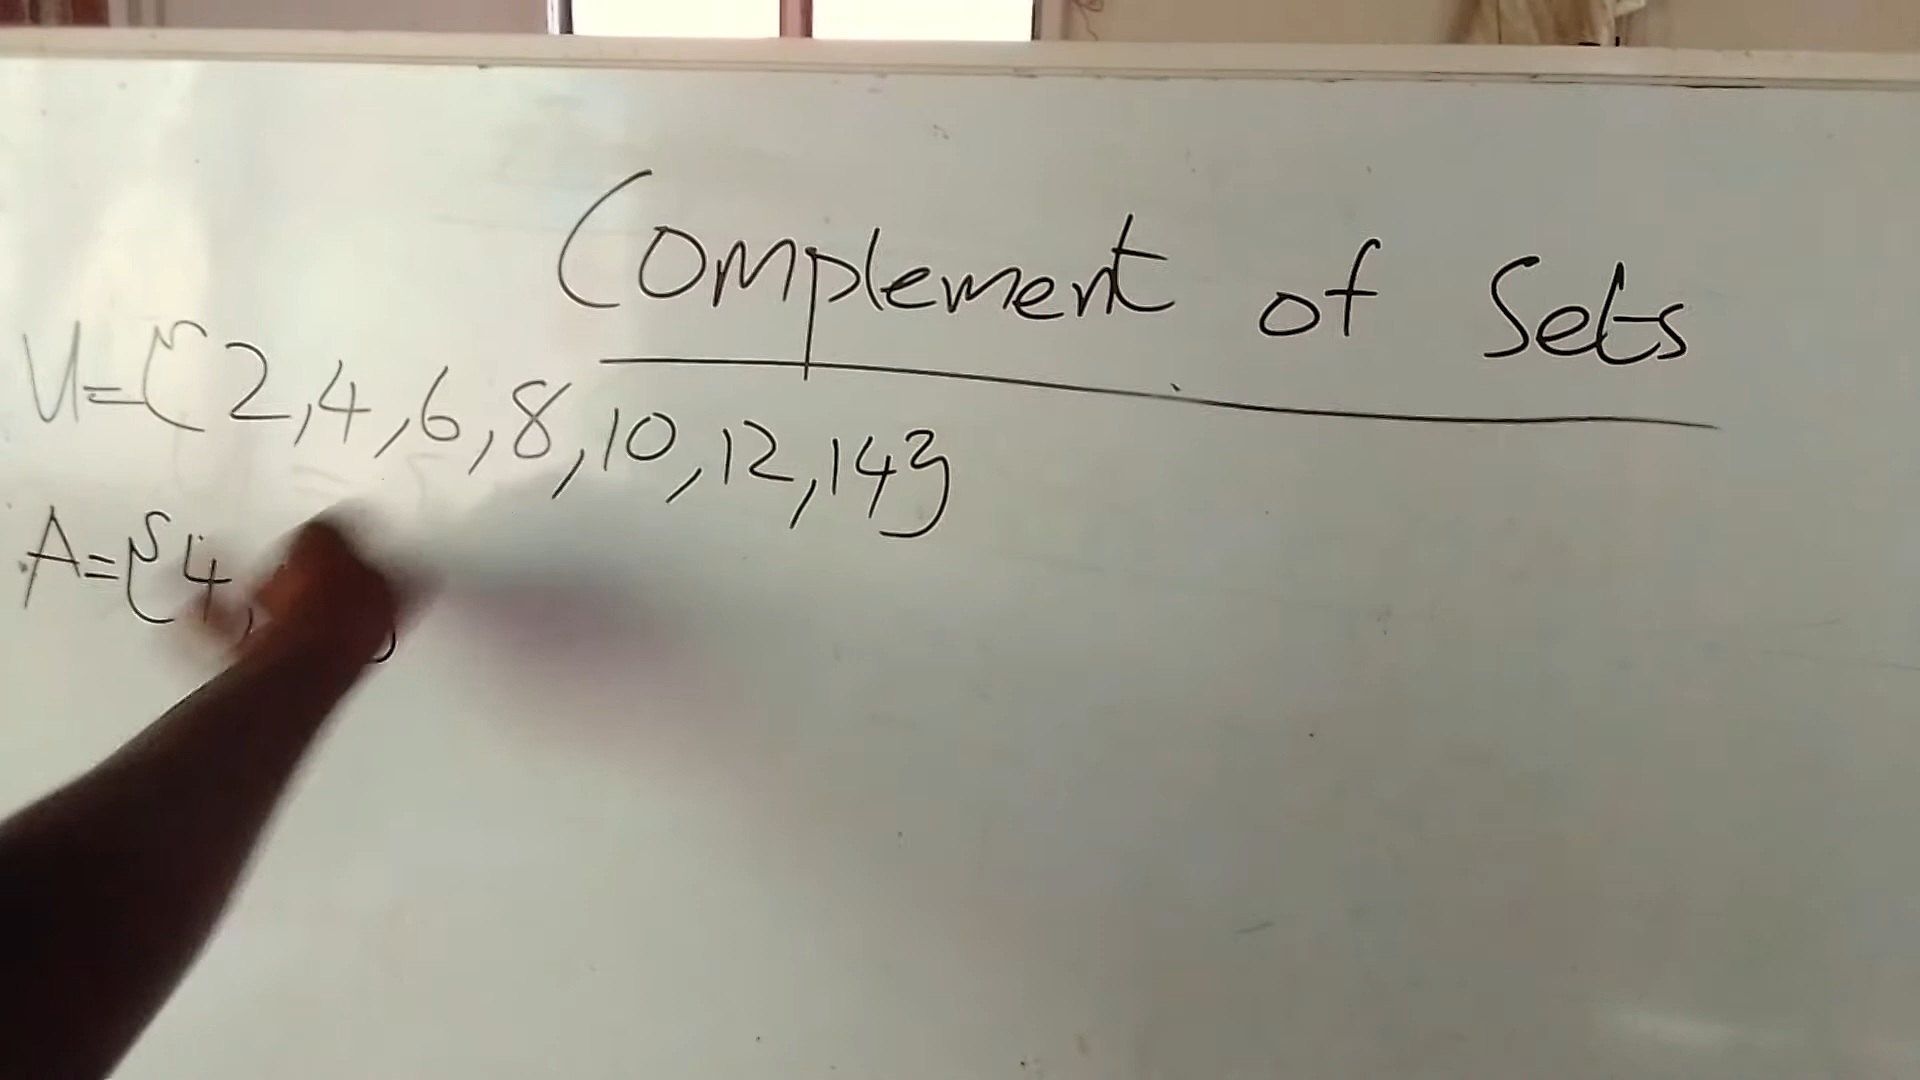 Complement of Sets
U={2,4,6,8,10,12,14}
A={4,